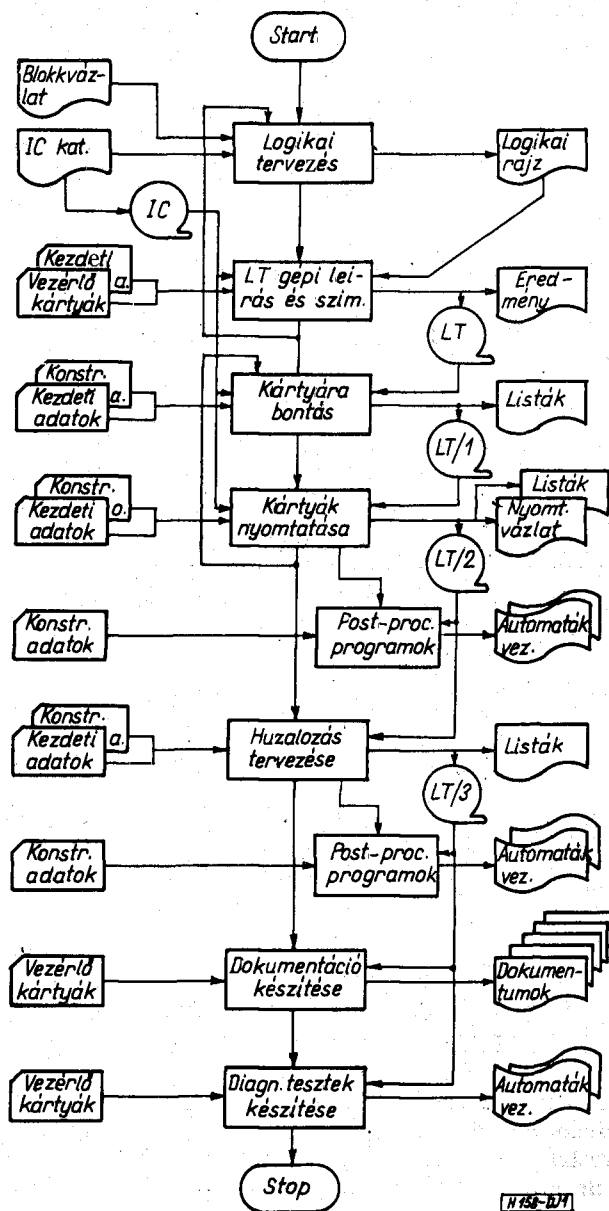 Start
Blokkváz-
lat
IC kat.
Logikai
tervezés
Logikai
rajz
IC
Kezdeti
a.
Vezérlő
kártyák
LT gépi leí-
rás és szim.
Ered-
mény
LT
Konstr.
a.
Kezdeti
adatok
Kártyára
bontás
Listák
LT/1
Konstr.
o.
Kezdeti
adatok
Kártyák
nyomtatása
Listák
Nyomt.
vázlat
LT/2
Konstr.
adatok
Post-proc.
programok
Automaták
vez.
Konstr.
a.
Kezdeti
adatok
Huzalozás
tervezése
Listák
LT/3
Konstr.
adatok
Post-proc.
programok
Automaták
vez.
Vezérlő
kártyák
Dokumentáció
készítése
Dokumen-
tumok
Vezérlő
kártyák
Diagn. tesztek
készítése
Automaták
vez.
Stop
H 158-DJ1